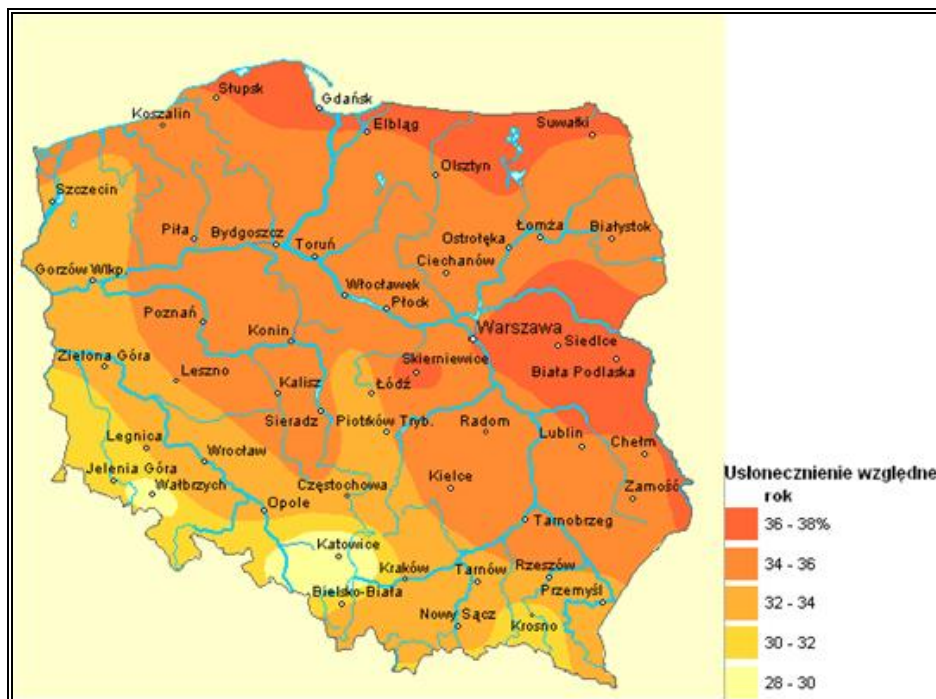 Słupsk
Gdańsk
Koszalin
Elbląg
Suwałki
Olsztyn
Szczecin
Piła
Bydgoszcz
Toruń
Ostrołęka
Łomża
Białystok
Ciechanów
Gorzów Wlkp.
Włocławek
Płock
Poznań
Konin
Warszawa
Siedlce
Zielona Góra
Skierniewice
Biała Podlaska
Leszno
Kalisz
Łódź
Sieradz
Piotrków Tryb.
Radom
Legnica
Wrocław
Lublin
Chełm
Jelenia Góra
Wałbrzych
Częstochowa
Kielce
Zamość
Opole
Tarnobrzeg
Katowice
Kraków
Tarnów
Rzeszów
Bielsko-Biała
Przemyśl
Nowy Sącz
Krosno
Usłonecznienie względne
rok
36 - 38%
34 - 36
32 - 34
30 - 32
28 - 30